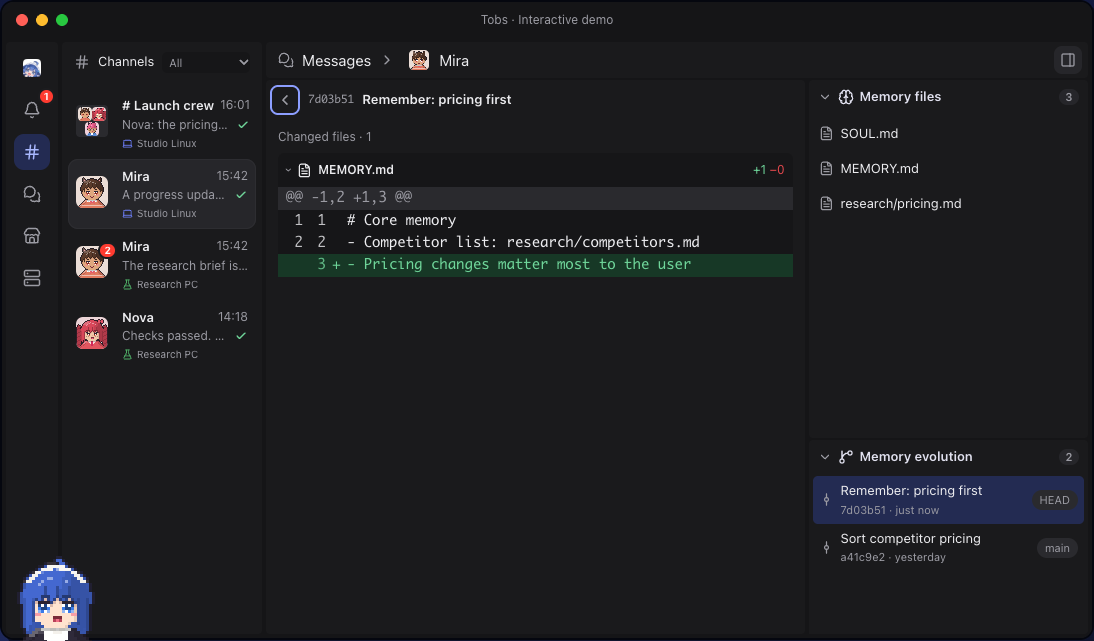 Tobs · Interactive demo
1
# Channels All
# Launch crew 16:01
Nova: the pricing...
Studio Linux
Mira 15:42
A progress upda...
Studio Linux
2
Mira 15:42
The research brief is...
Research PC
Nova 14:18
Checks passed. ...
Research PC
Messages > Mira
7d03b51 Remember: pricing first
Changed files · 1
MEMORY.md +1 −0
@@ -1,2 +1,3 @@
1 1 # Core memory
2 2 - Competitor list: research/competitors.md
3 + - Pricing changes matter most to the user
Memory files 3
SOUL.md
MEMORY.md
research/pricing.md
Memory evolution 2
Remember: pricing first
7d03b51 · just now
HEAD
Sort competitor pricing
a41c9e2 · yesterday
main